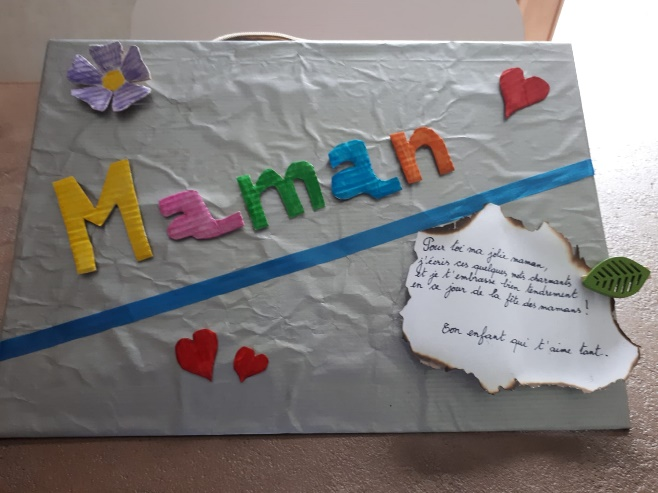 Maman
Pour toi ma jolie maman,
j'écris ces quelques mots charmants
et je t'embrasse bien tendrement
en ce jour de la fête des mamans !
Ton enfant qui t'aime tant.